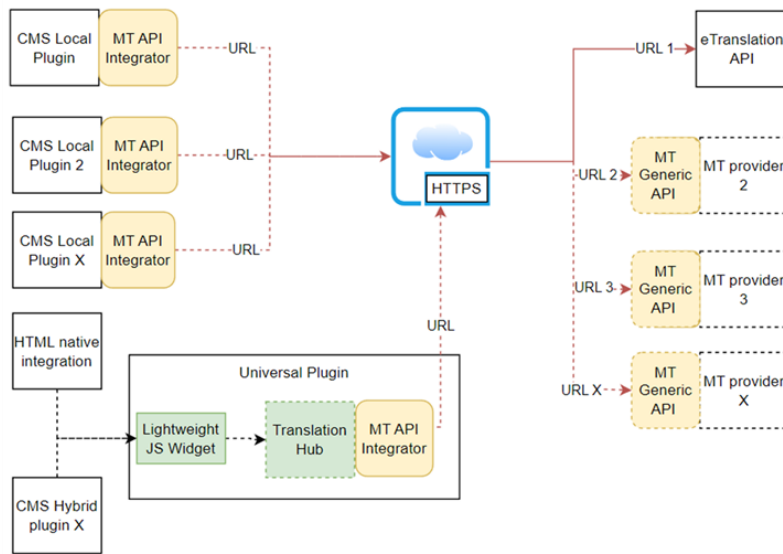 CMS Local
Plugin
MT API
Integrator
URL
URL 1
eTranslation
API
CMS Local
Plugin 2
MT API
Integrator
URL
HTTPS
URL 2
MT
Generic
API
MT provider
2
CMS Local
Plugin X
MT API
Integrator
URL
URL 3
MT
Generic
API
MT provider
3
HTML native
integration
URL
Universal Plugin
URL X
MT
Generic
API
MT provider
X
Lightweight
JS Widget
Translation
Hub
MT API
Integrator
CMS Hybrid
plugin X